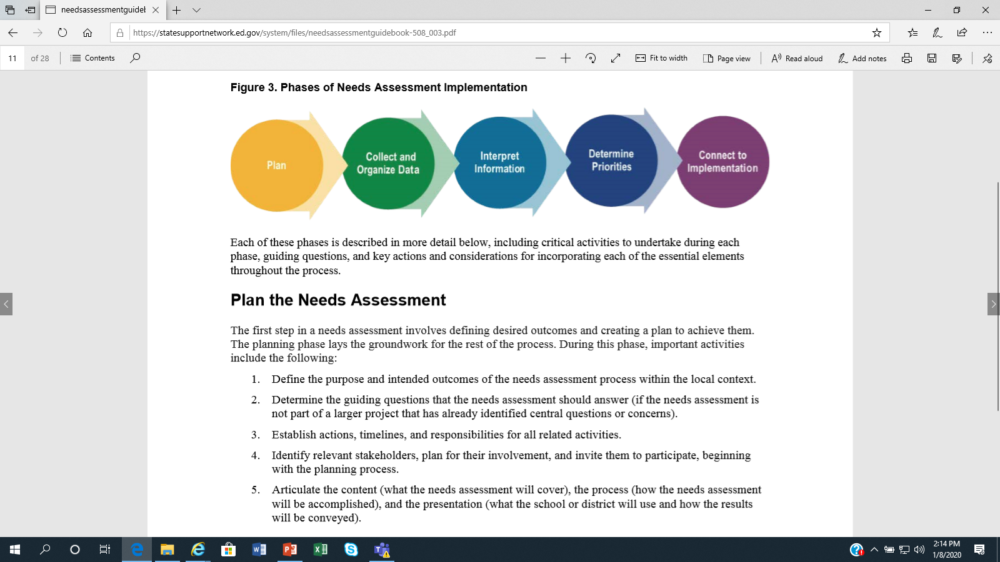 needsassessmentguidel
https://statesupportnetwork.ed.gov/system/files/needsassessmentguidebook-508_003.pdf
11 of 28 Contents Fit to width Page view Read aloud Add notes
Figure 3. Phases of Needs Assessment Implementation
Plan
Collect and
Organize Data
Interpret
Information
Determine
Priorities
Connect to
Implementation
Each of these phases is described in more detail below, including critical activities to undertake during each
phase, guiding questions, and key actions and considerations for incorporating each of the essential elements
throughout the process.
Plan the Needs Assessment
The first step in a needs assessment involves defining desired outcomes and creating a plan to achieve them.
The planning phase lays the groundwork for the rest of the process. During this phase, important activities
include the following:
1. Define the purpose and intended outcomes of the needs assessment process within the local context.
2. Determine the guiding questions that the needs assessment should answer (if the needs assessment is
not part of a larger project that has already identified central questions or concerns).
3. Establish actions, timelines, and responsibilities for all related activities.
4. Identify relevant stakeholders, plan for their involvement, and invite them to participate, beginning
with the planning process.
5. Articulate the content (what the needs assessment will cover), the process (how the needs assessment
will be accomplished), and the presentation (what the school or district will use and how the results
will be conveyed).
2:14 PM
1/8/2020